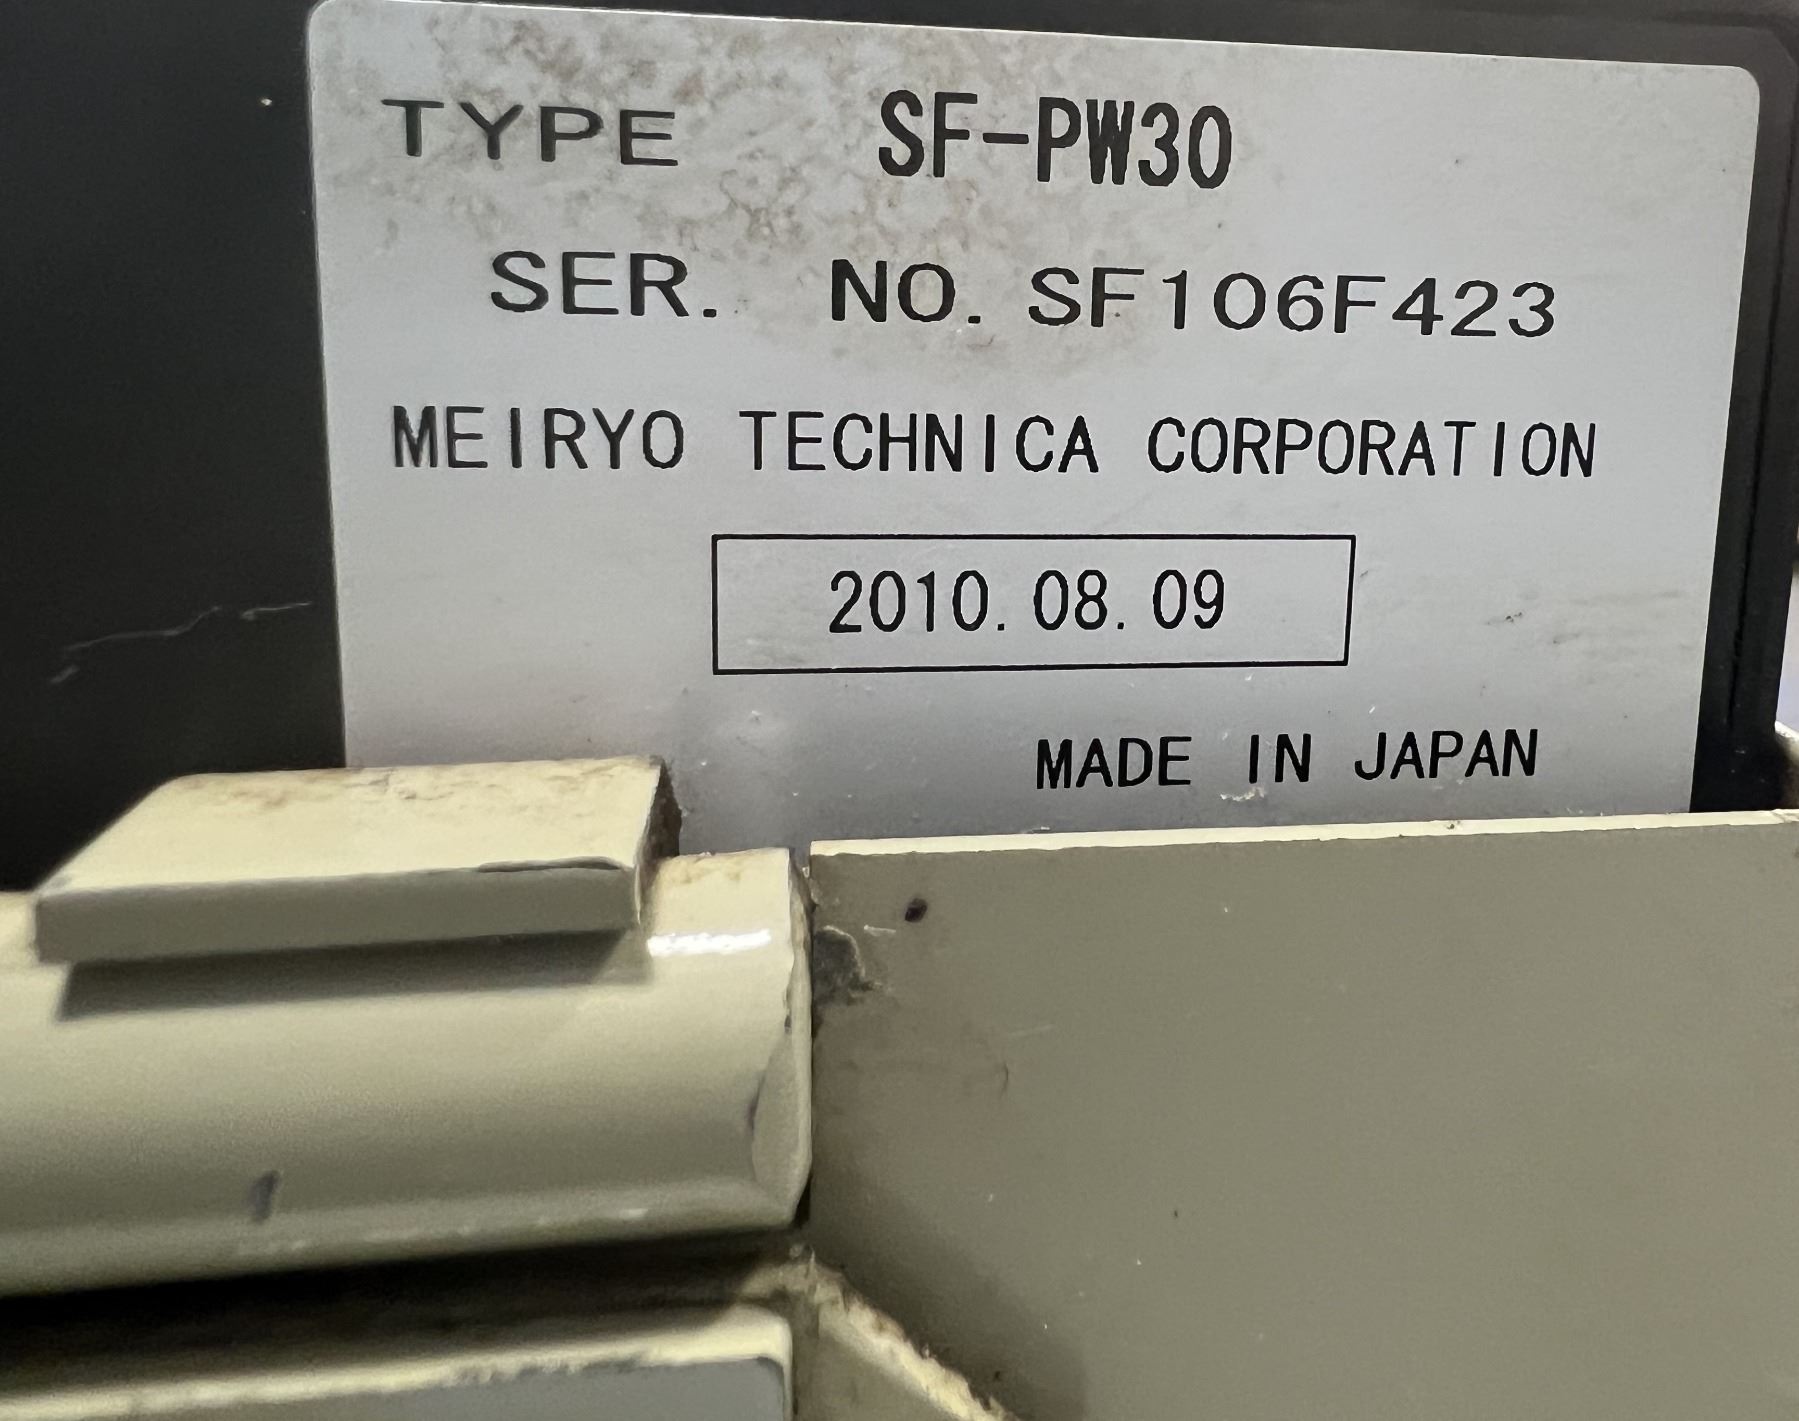 TYPE SF-PW30
SER. NO. SF106F423
MEIRYO TECHNICA CORPORATION
2010.08.09
MADE IN JAPAN